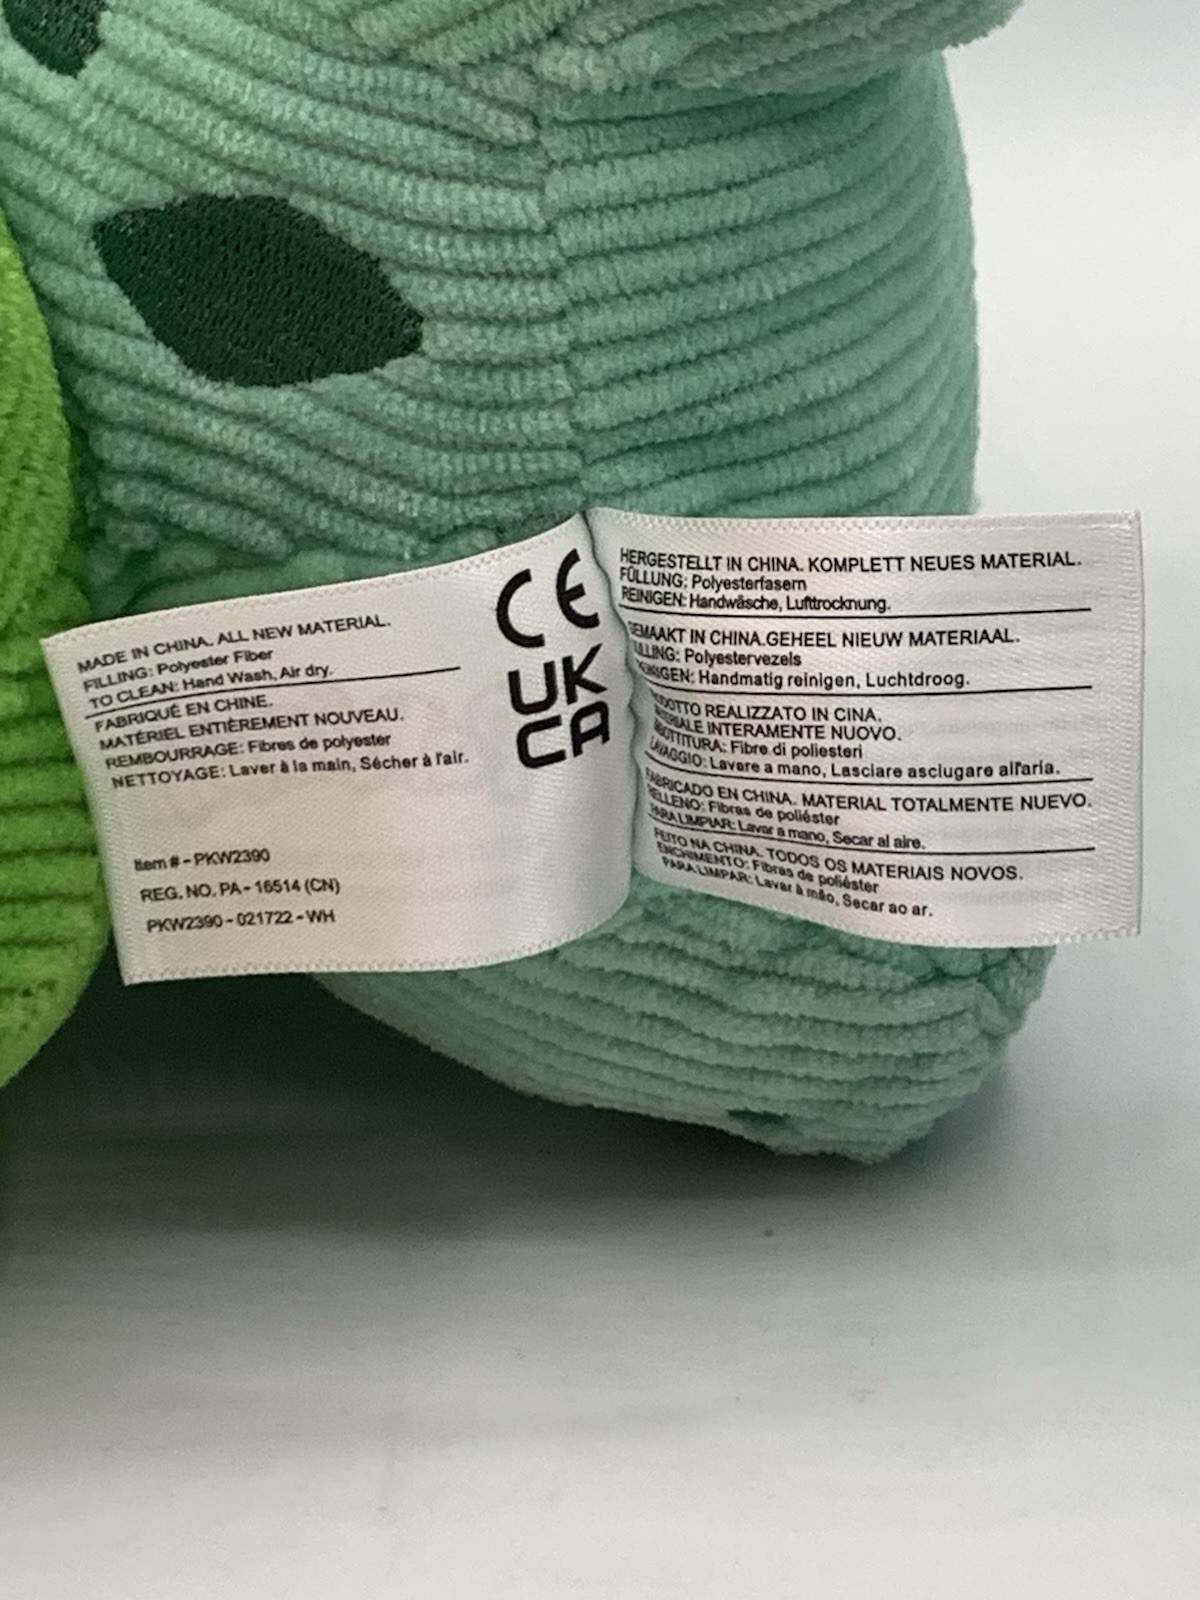 MADE IN CHINA. ALL NEW MATERIAL.
FILLING: Polyester Fiber
TO CLEAN: Hand Wash, Air dry.
FABRIQUÉ EN CHINE.
MATÉRIEL ENTIÈREMENT NOUVEAU.
REMBOURRAGE: Fibres de polyester
NETTOYAGE: Laver à la main, Sécher à l'air.
Item # - PKW2390
REG. NO. PA - 16514 (CN)
PKW2390 - 021722 - WH
CE
UK
CA
HERGESTELLT IN CHINA. KOMPLETT NEUES MATERIAL.
FÜLLUNG: Polyesterfasern
REINIGEN: Handwäsche, Lufttrocknung.
IN CHINA.GEHEEL NIEUW MATERIAAL.
Polyestervezels
Handmatig reinigen, Luchtdroog.
REALIZZATO IN CINA.
INTERAMENTE NUOVO.
Fibre di poliesteri
Lavare a mano, Lasciare asciugare all'aria.
FABRICADO EN CHINA. MATERIAL TOTALMENTE NUEVO.
RELLENO: Fibras de poliéster
PARA LIMPIAR: Lavar a mano, Secar al aire.
FEITO NA CHINA. TODOS OS MATERIAIS NOVOS.
ENCHIMENTO: Fibras de poliéster
PARA LIMPAR: Lavar à mão, Secar ao ar.